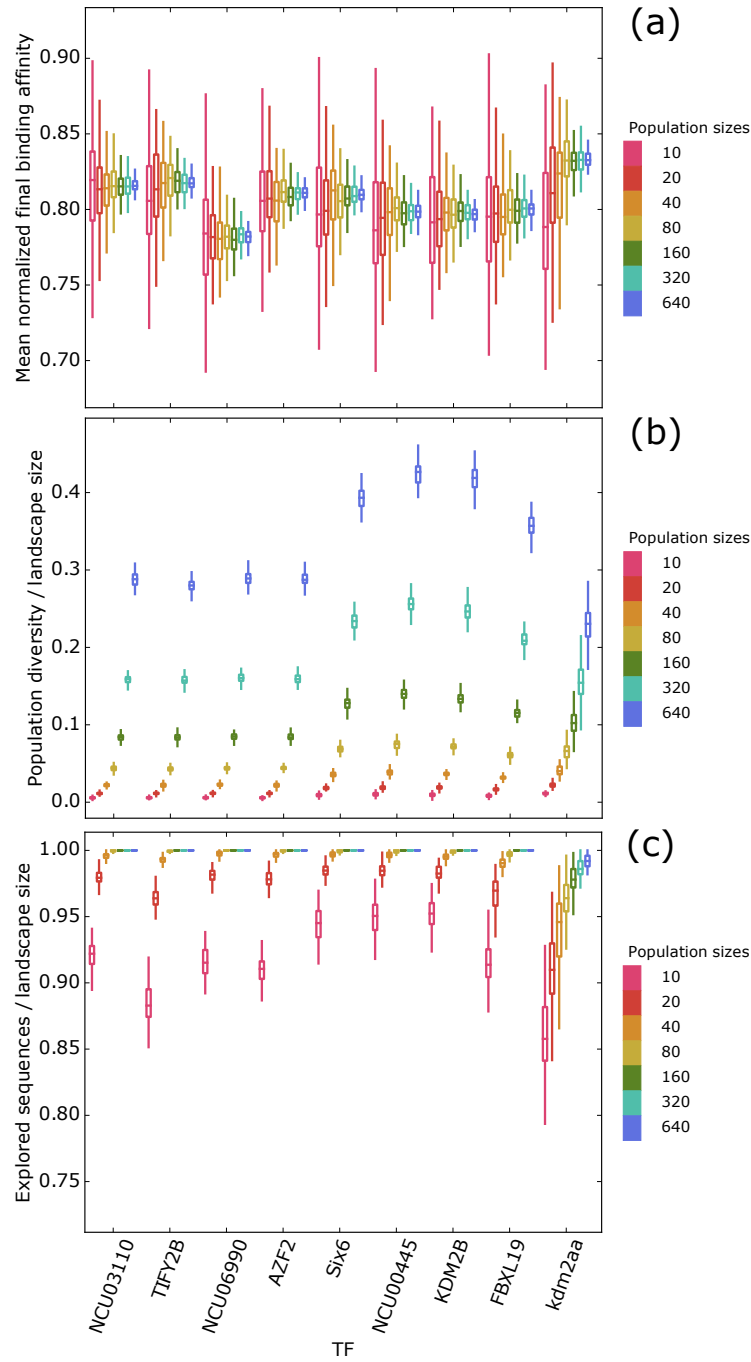 (a)
Mean normalized final binding affinity
0.90
0.85
0.80
0.75
0.70
Population sizes
10
20
40
80
160
320
640
(b)
Population diversity / landscape size
0.4
0.3
0.2
0.1
0.0
Population sizes
10
20
40
80
160
320
640
(c)
Explored sequences / landscape size
1.00
0.95
0.90
0.85
0.80
0.75
Population sizes
10
20
40
80
160
320
640
NCU03110
TIFY2B
NCU06990
AZF2
Six6
NCU00445
KDM2B
FBXL19
kdm2aa
TF